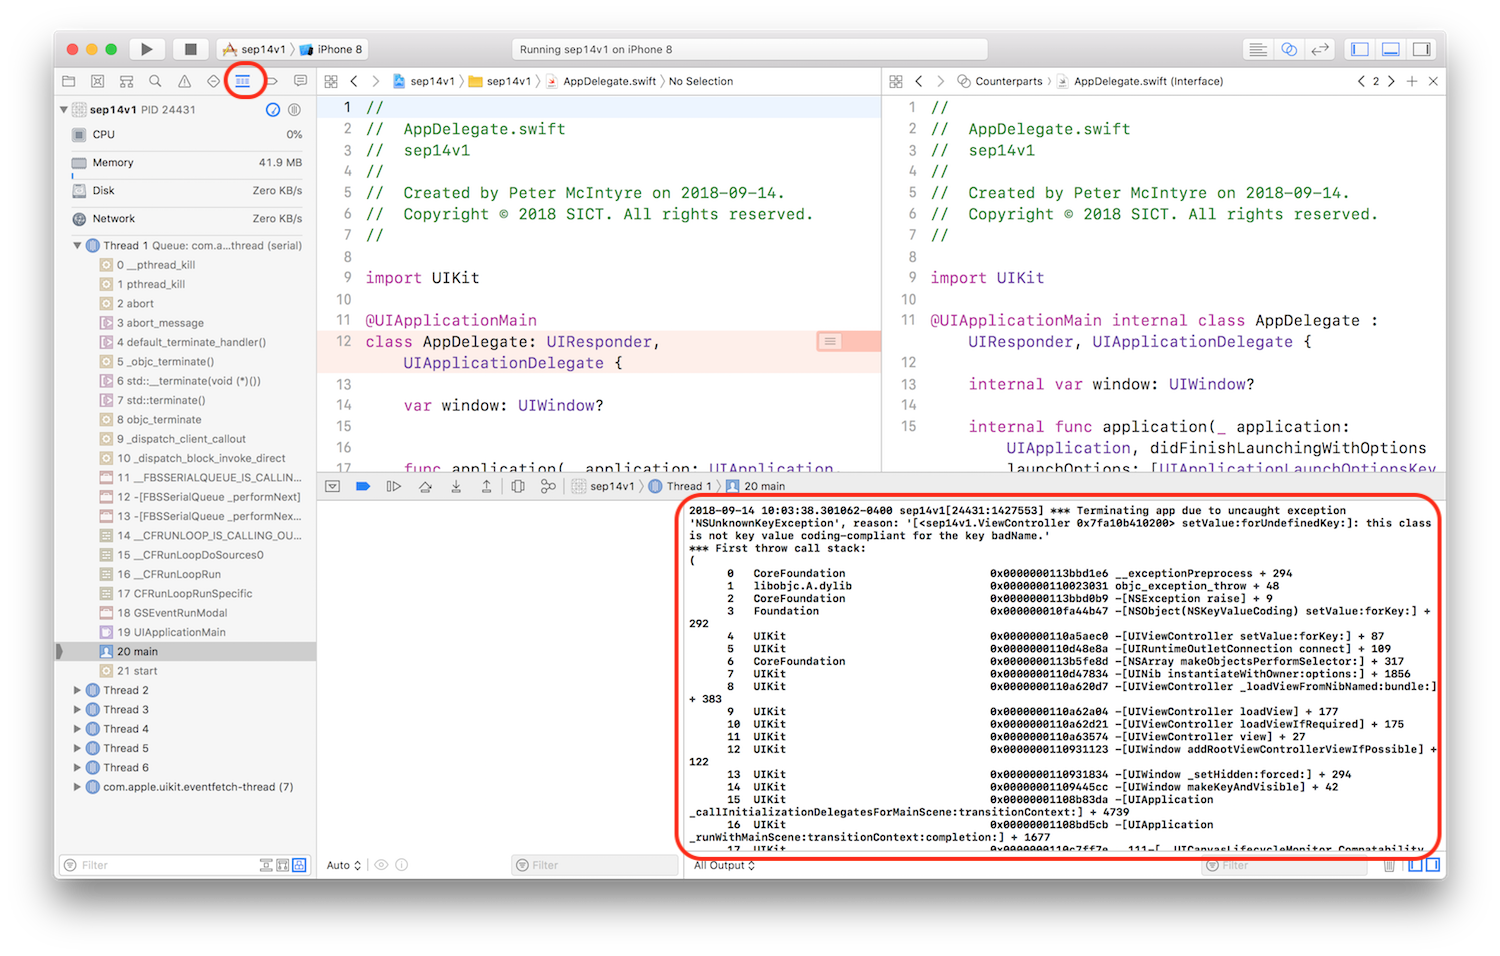 sep14v1 〉 iPhone 8
Running sep14v1 on iPhone 8
sep14v1 〉 sep14v1 〉 AppDelegate.swift 〉 No Selection
Counterparts 〉 AppDelegate.swift (Interface)
2
sep14v1 PID 24431
CPU 0%
Memory 41.9 MB
Disk Zero KB/s
Network Zero KB/s
Thread 1 Queue: com.a...thread (serial)
0 __pthread_kill
1 pthread_kill
2 abort
3 abort_message
4 default_terminate_handler()
5 _objc_terminate()
6 std::__terminate(void (*)())
7 std::terminate()
8 objc_terminate
9 _dispatch_client_callout
10 _dispatch_block_invoke_direct
11 __FBSSERIALQUEUE_IS_CALLIN...
12 -[FBSSerialQueue _performNext]
13 -[FBSSerialQueue _performNex...
14 __CFRUNLOOP_IS_CALLING_OU...
15 __CFRunLoopDoSources0
16 __CFRunLoopRun
17 CFRunLoopRunSpecific
18 GSEventRunModal
19 UIApplicationMain
20 main
21 start
Thread 2
Thread 3
Thread 4
Thread 5
Thread 6
com.apple.uikit.eventfetch-thread (7)
Filter
1 //
2 // AppDelegate.swift
3 // sep14v1
4 //
5 // Created by Peter McIntyre on 2018-09-14.
6 // Copyright © 2018 SICT. All rights reserved.
7 //
8
9 import UIKit
10
11 @UIApplicationMain
12 class AppDelegate: UIResponder,
UIApplicationDelegate {
13
14 var window: UIWindow?
15
16
17 func application(_ application: UIApplication,
1 //
2 // AppDelegate.swift
3 // sep14v1
4 //
5 // Created by Peter McIntyre on 2018-09-14.
6 // Copyright © 2018 SICT. All rights reserved.
7 //
8
9 import UIKit
10
11 @UIApplicationMain internal class AppDelegate :
UIResponder, UIApplicationDelegate {
12
13 internal var window: UIWindow?
14
15 internal func application(_ application:
UIApplication, didFinishLaunchingWithOptions
launchOptions: [UIApplicationLaunchOptionsKey
sep14v1 〉 Thread 1 〉 20 main
2018-09-14 10:03:38.301062-0400 sep14v1[24431:1427553] *** Terminating app due to uncaught exception
'NSUnknownKeyException', reason: '[<sep14v1.ViewController 0x7fa10b410200> setValue:forUndefinedKey:]: this class
is not key value coding-compliant for the key badName.'
*** First throw call stack:
(
0 CoreFoundation 0x0000000113bbd1e6 __exceptionPreprocess + 294
1 libobjc.A.dylib 0x0000000110023031 objc_exception_throw + 48
2 CoreFoundation 0x0000000113bbd0b9 -[NSException raise] + 9
3 Foundation 0x000000010fa44b47 -[NSObject(NSKeyValueCoding) setValue:forKey:] +
292
4 UIKit 0x0000000110a5aec0 -[UIViewController setValue:forKey:] + 87
5 UIKit 0x0000000110d48e8a -[UIRuntimeOutletConnection connect] + 109
6 CoreFoundation 0x0000000113b5fe8d -[NSArray makeObjectsPerformSelector:] + 317
7 UIKit 0x0000000110d47834 -[UINib instantiateWithOwner:options:] + 1856
8 UIKit 0x0000000110a620d7 -[UIViewController _loadViewFromNibNamed:bundle:]
+ 383
9 UIKit 0x0000000110a62a04 -[UIViewController loadView] + 177
10 UIKit 0x0000000110a62d21 -[UIViewController loadViewIfRequired] + 175
11 UIKit 0x0000000110a63574 -[UIViewController view] + 27
12 UIKit 0x0000000110931123 -[UIWindow addRootViewControllerViewIfPossible] +
122
13 UIKit 0x0000000110931834 -[UIWindow _setHidden:forced:] + 294
14 UIKit 0x00000001109445cc -[UIWindow makeKeyAndVisible] + 42
15 UIKit 0x00000001108b83da -[UIApplication
_callInitializationDelegatesForMainScene:transitionContext:] + 4739
16 UIKit 0x00000001108bd5cb -[UIApplication
_runWithMainScene:transitionContext:completion:] + 1677
17 UIKit 0x0000000110c7ff7e __111-[__UICanvasLifecycleMonitor_Compatability
Auto
Filter
All Output
Filter